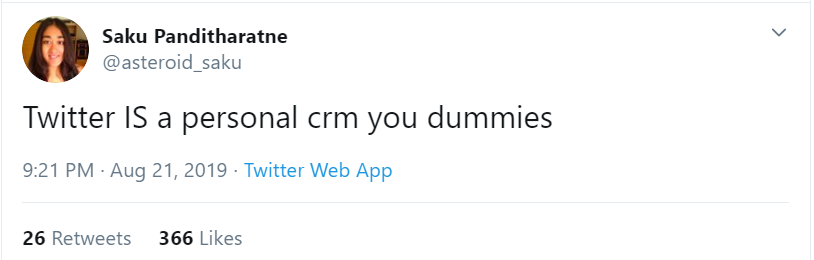 Saku Panditharatne
@asteroid_saku
Twitter IS a personal crm you dummies
9:21 PM · Aug 21, 2019 · Twitter Web App
26 Retweets 366 Likes